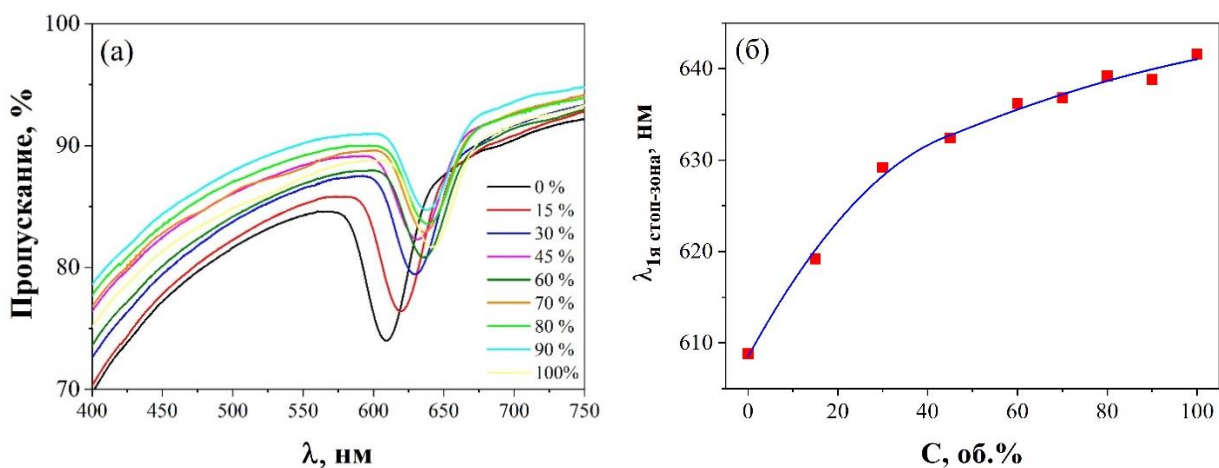 (а)
Пропускание, %
100
90
80
70
400 450 500 550 600 650 700 750
λ, нм
0 %
15 %
30 %
45 %
60 %
70 %
80 %
90 %
100%
(б)
λ1я стоп-зона, нм
640
630
620
610
0 20 40 60 80 100
C, об.%